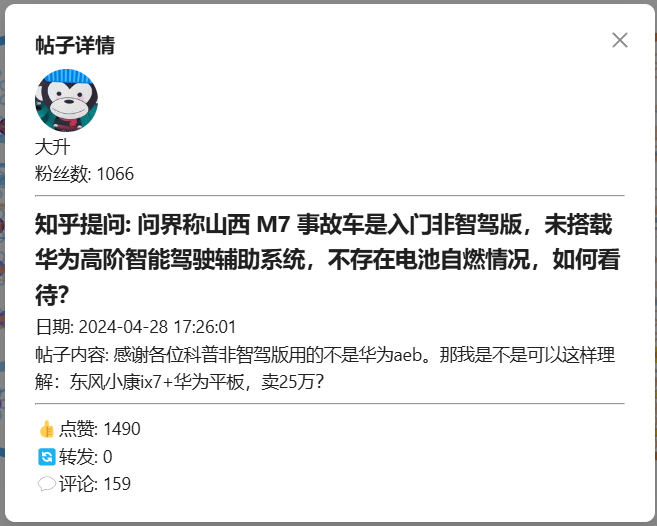 帖子详情
大升
粉丝数: 1066
知乎提问: 问界称山西 M7 事故车是入门非智驾版，未搭载
华为高阶智能驾驶辅助系统，不存在电池自燃情况，如何看
待？
日期: 2024-04-28 17:26:01
帖子内容: 感谢各位科普非智驾版用的不是华为aeb。那我是不是可以这样理
解：东风小康ix7+华为平板，卖25万？
👍点赞: 1490
🔄转发: 0
💬评论: 159